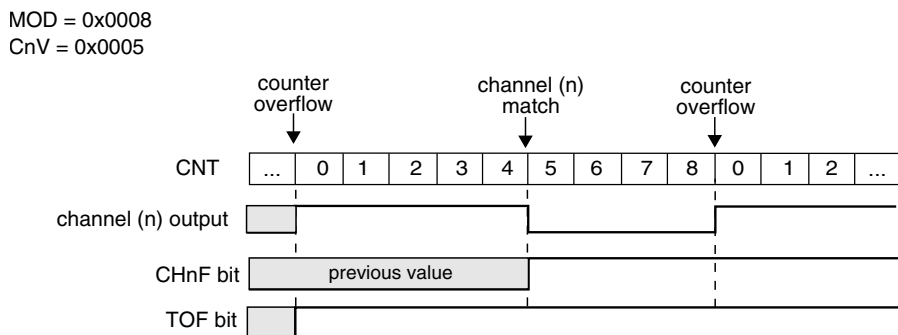 MOD = 0x0008
CnV = 0x0005
counter
overflow
channel (n)
match
counter
overflow
CNT ... 0 1 2 3 4 5 6 7 8 0 1 2 ...
channel (n) output
CHnF bit previous value
TOF bit